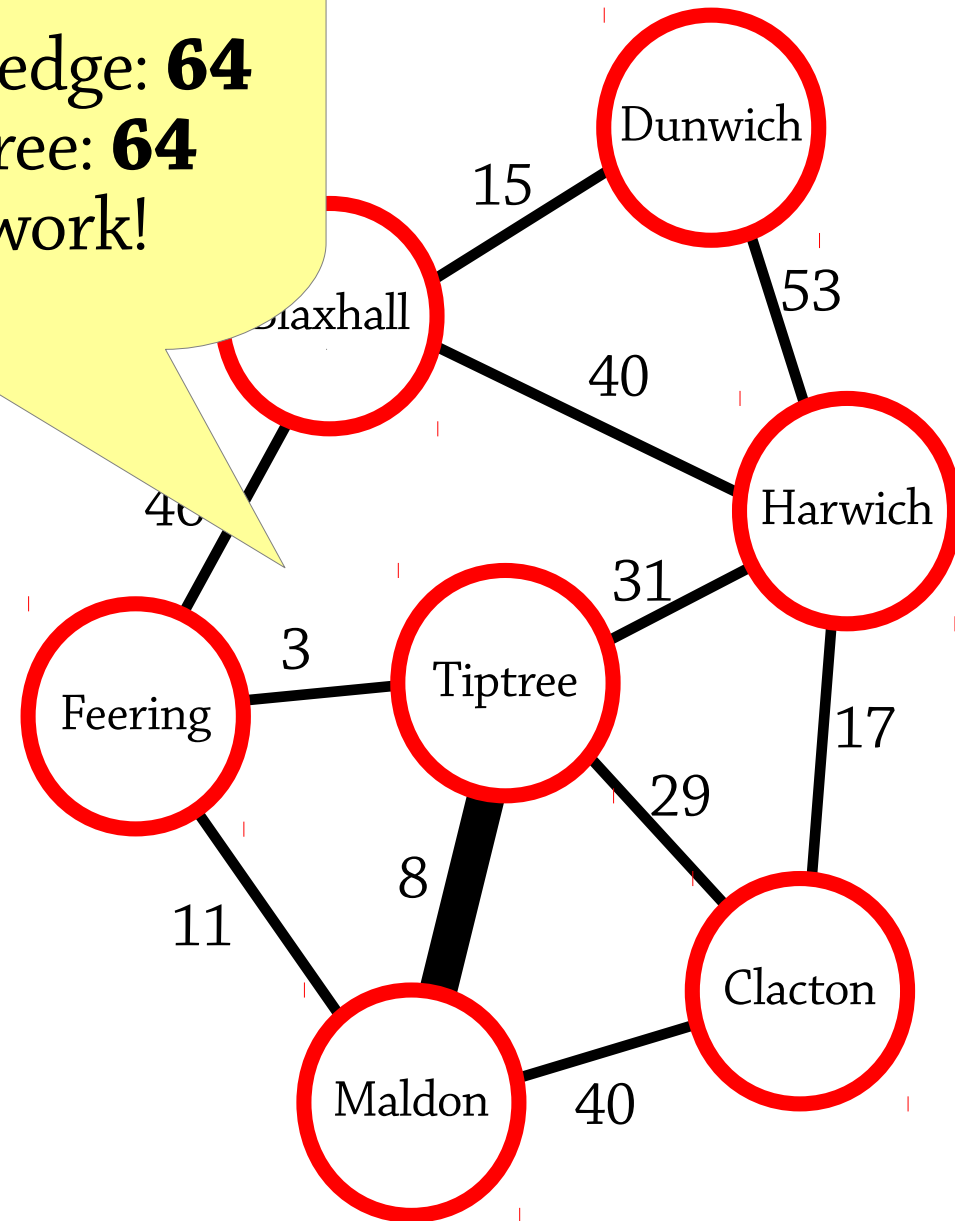 edge: 64
ree: 64
work!
Dunwich
15
53
Blaxhall
40
Harwich
31
3
Tiptree
Feering
17
29
8
11
Clacton
Maldon
40